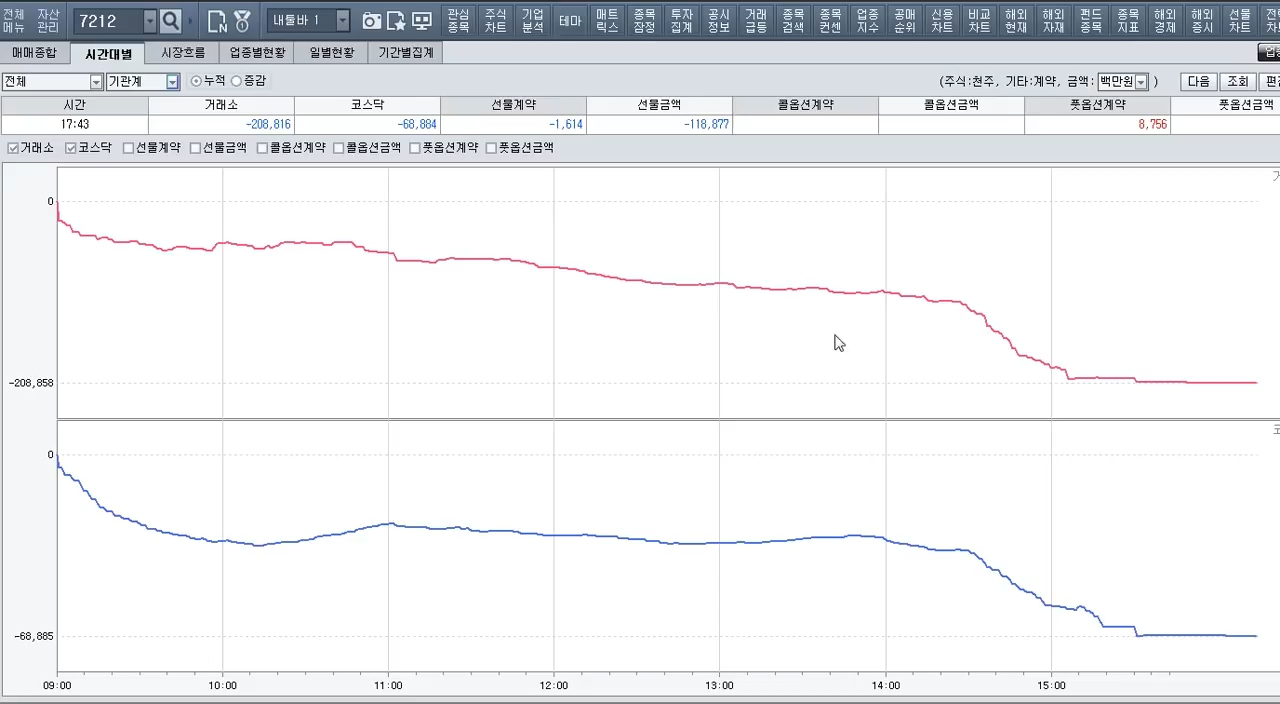 전체 자산 7212 내툴바 1 관심 주식 기업 테마 매트 종목 투자 공시 거래 종목 종목 업종 공매 신용 비교 해외 해외 펀드 종목 해외 해외 선물
메뉴 관리 종목 차트 분석 릭스 잠정 집계 정보 급등 검색 컨센 지수 순위 차트 차트 현재 자재 종목 지표 경제 증시 차트
매매종합 시간대별 시장흐름 업종별현황 일별현황 기간별집계
전체 기관계 누적 증감 (주식:천주, 기타:계약, 금액: 백만원 ) 다음 조회
시간 거래소 코스닥 선물계약 선물금액 콜옵션계약 콜옵션금액 풋옵션계약 풋옵션금액
17:43 -208,816 -68,884 -1,614 -118,877 8,756
거래소 코스닥 선물계약 선물금액 콜옵션계약 콜옵션금액 풋옵션계약 풋옵션금액
0
-208,858
0
-68,885
09:00 10:00 11:00 12:00 13:00 14:00 15:00